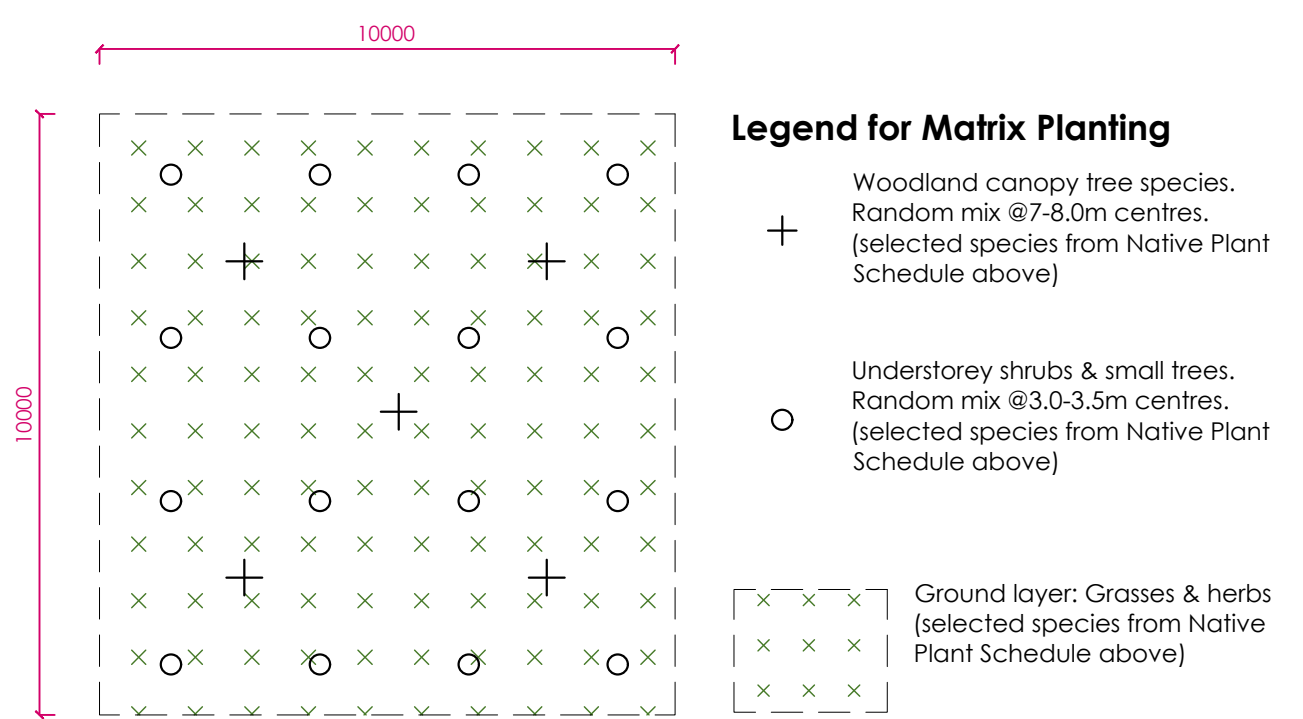 10000
10000
Legend for Matrix Planting
Woodland canopy tree species.
Random mix @7-8.0m centres.
(selected species from Native Plant
Schedule above)
Understorey shrubs & small trees.
Random mix @3.0-3.5m centres.
(selected species from Native Plant
Schedule above)
Ground layer: Grasses & herbs
(selected species from Native
Plant Schedule above)